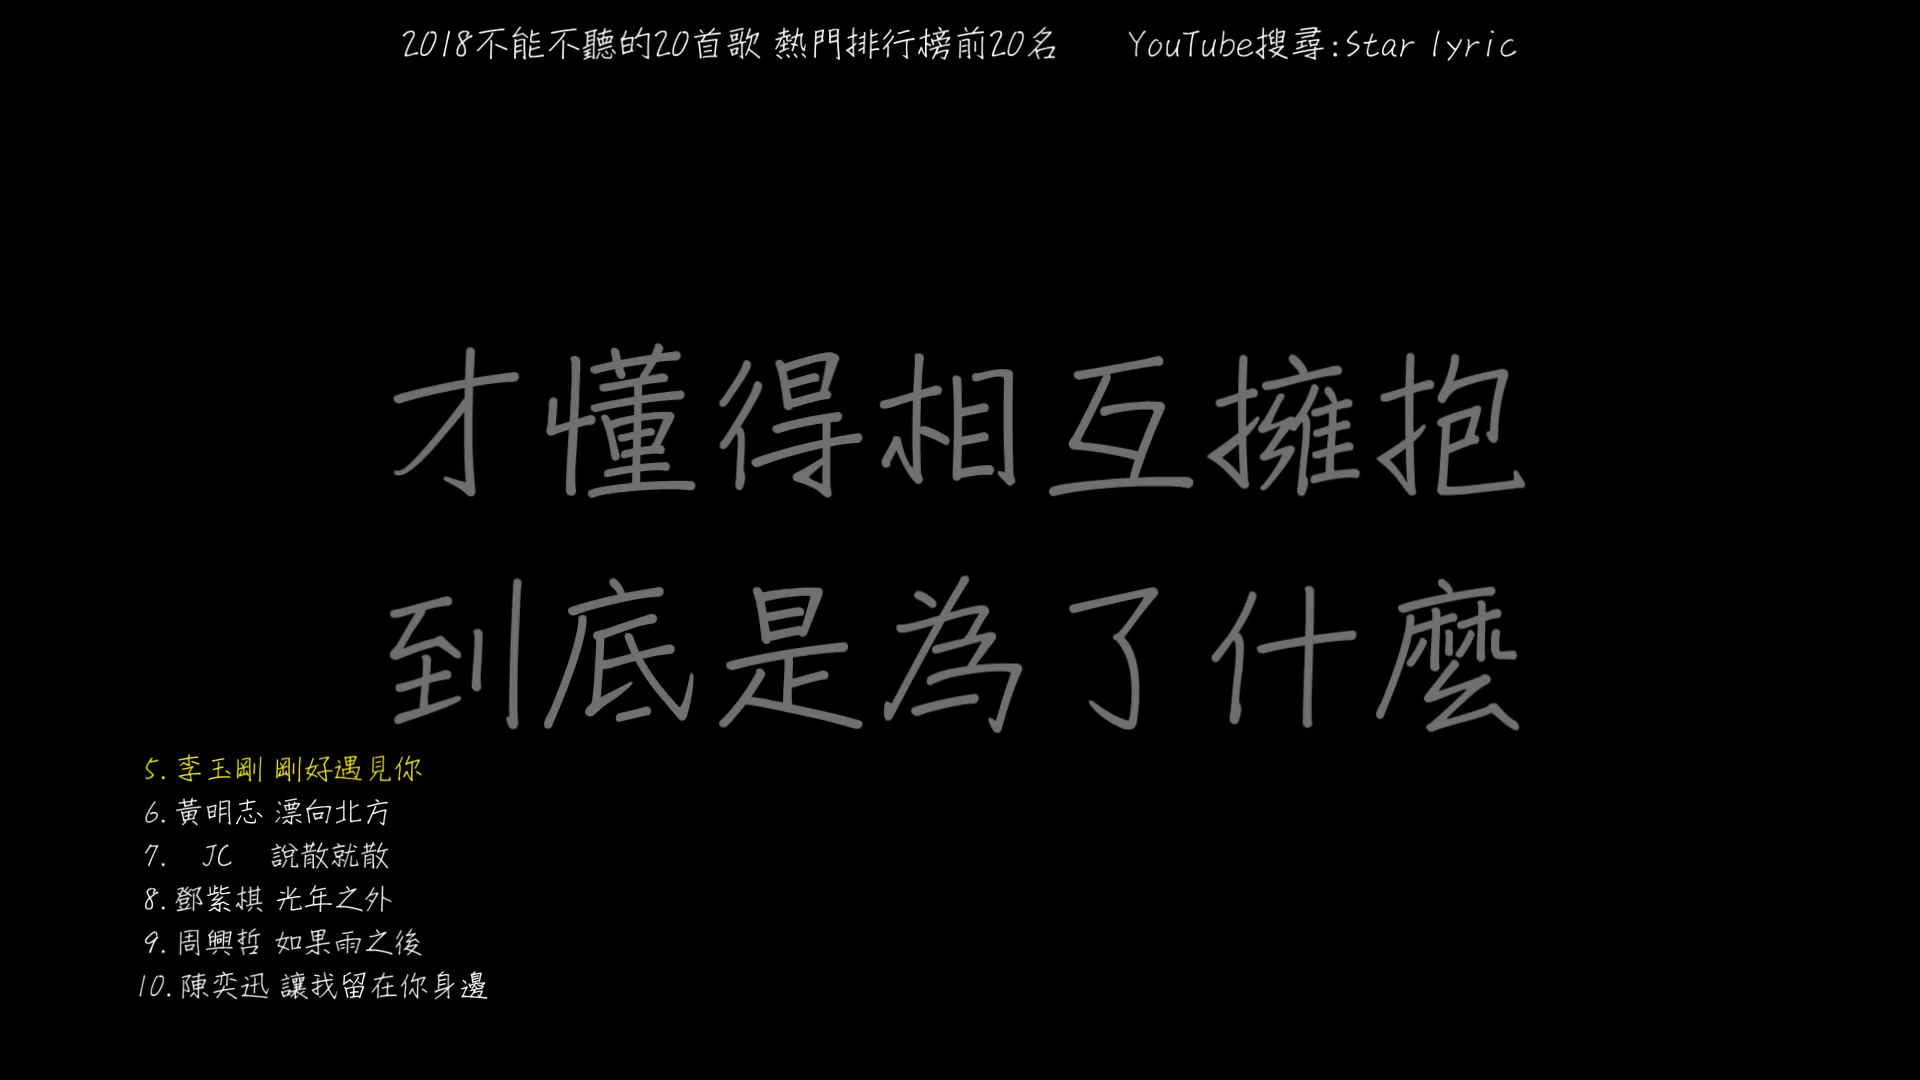 2018不能不聽的20首歌 熱門排行榜前20名 YouTube搜尋:Star lyric
才懂得相互擁抱
到底是為了什麼
5. 李玉剛 剛好遇見你
6. 黃明志 漂向北方
7. JC 說散就散
8. 鄧紫棋 光年之外
9. 周興哲 如果雨之後
10. 陳奕迅 讓我留在你身邊